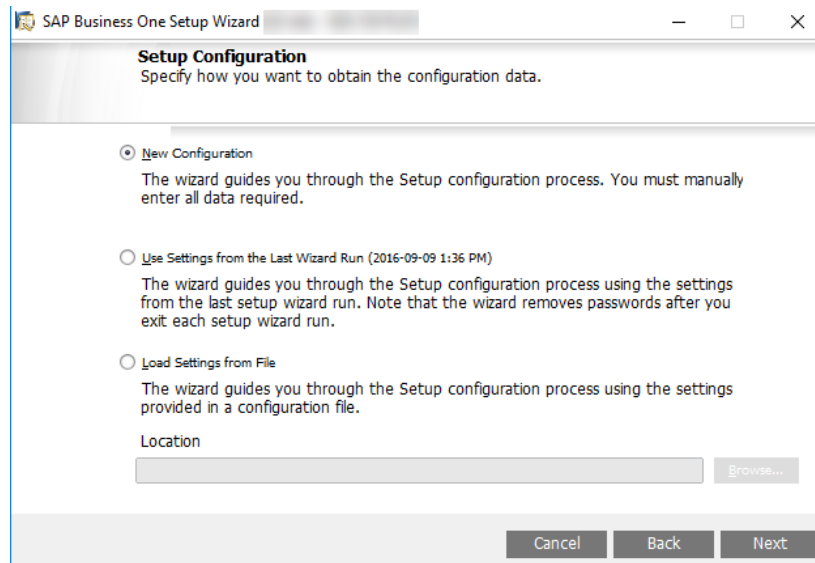 SAP Business One Setup Wizard
Setup Configuration
Specify how you want to obtain the configuration data.
New Configuration
The wizard guides you through the Setup configuration process. You must manually
enter all data required.
Use Settings from the Last Wizard Run (2016-09-09 1:36 PM)
The wizard guides you through the Setup configuration process using the settings
from the last setup wizard run. Note that the wizard removes passwords after you
exit each setup wizard run.
Load Settings from File
The wizard guides you through the Setup configuration process using the settings
provided in a configuration file.
Location
Browse...
Cancel Back Next